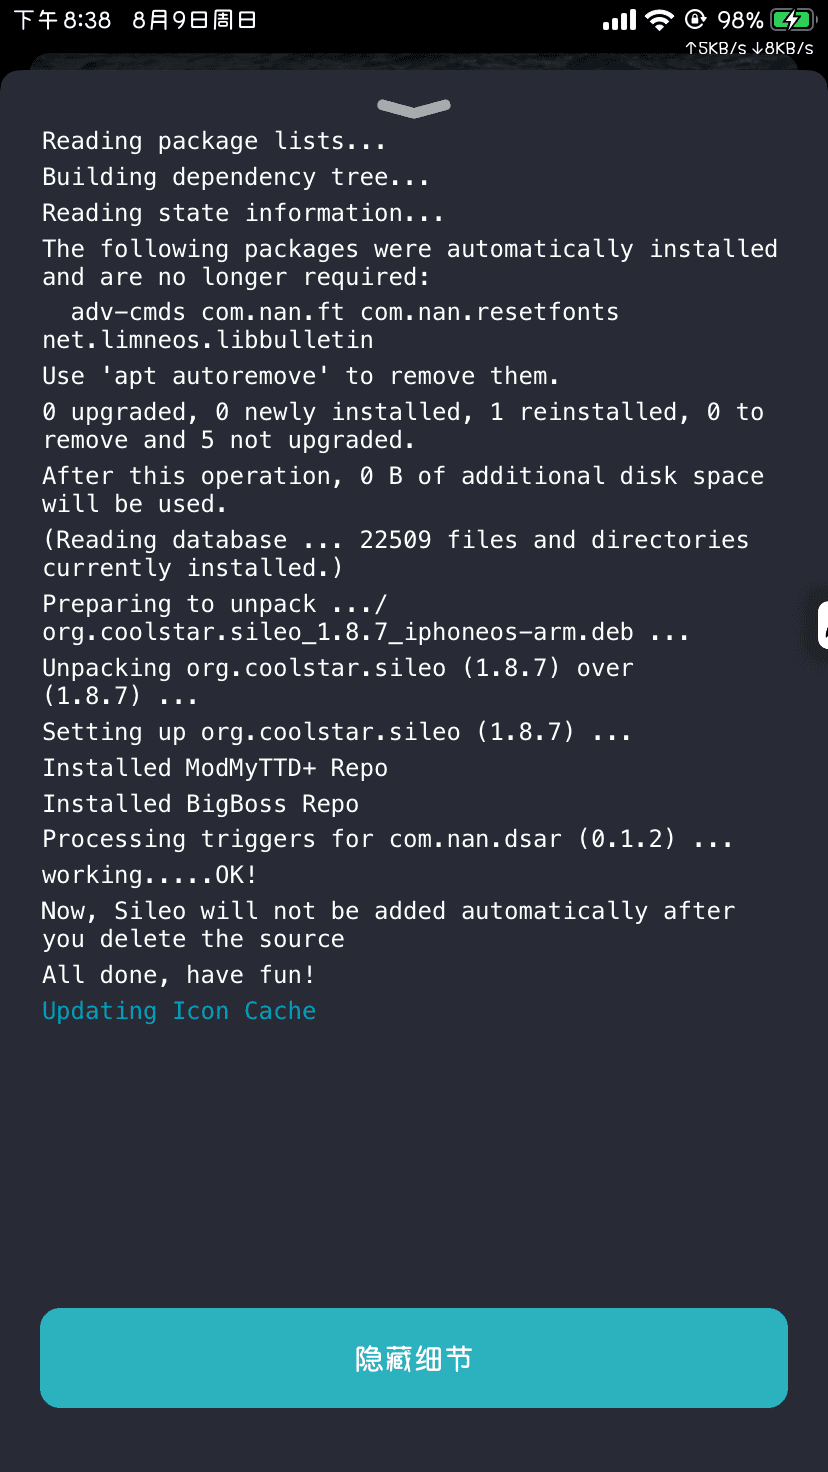 下午8:38 8月9日周日 98%
↑5KB/s ↓8KB/s
Reading package lists...
Building dependency tree...
Reading state information...
The following packages were automatically installed
and are no longer required:
adv-cmds com.nan.ft com.nan.resetfonts
net.limneos.libbulletin
Use 'apt autoremove' to remove them.
0 upgraded, 0 newly installed, 1 reinstalled, 0 to
remove and 5 not upgraded.
After this operation, 0 B of additional disk space
will be used.
(Reading database ... 22509 files and directories
currently installed.)
Preparing to unpack .../
org.coolstar.sileo_1.8.7_iphoneos-arm.deb ...
Unpacking org.coolstar.sileo (1.8.7) over
(1.8.7) ...
Setting up org.coolstar.sileo (1.8.7) ...
Installed ModMyTTD+ Repo
Installed BigBoss Repo
Processing triggers for com.nan.dsar (0.1.2) ...
working.....OK!
Now, Sileo will not be added automatically after
you delete the source
All done, have fun!
Updating Icon Cache
隐藏细节